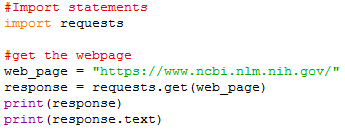 #Import statements
import requests
#get the webpage
web_page = "https://www.ncbi.nlm.nih.gov/"
response = requests.get(web_page)
print(response)
print(response.text)